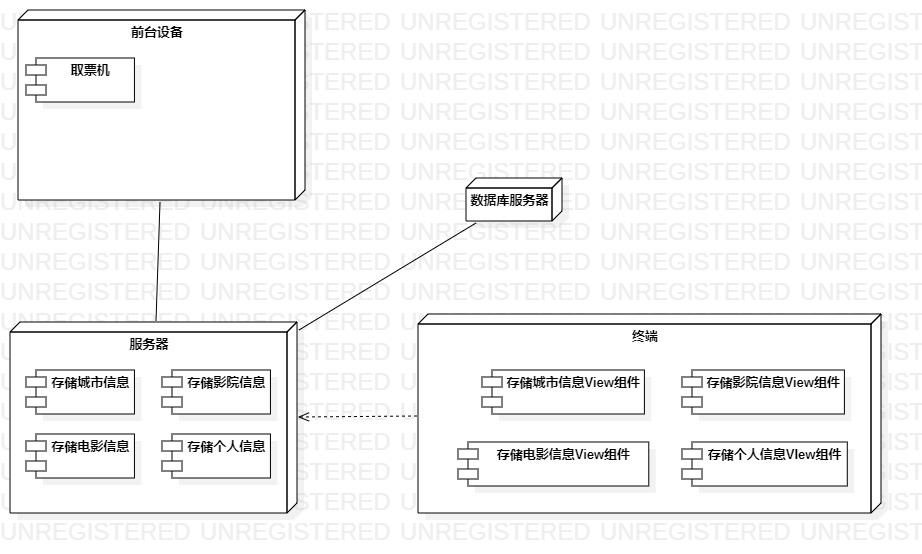 前台设备
取票机
数据库服务器
服务器
存储城市信息
存储影院信息
存储电影信息
存储个人信息
终端
存储城市信息View组件
存储影院信息View组件
存储电影信息View组件
存储个人信息VIew组件
UNREGISTERED